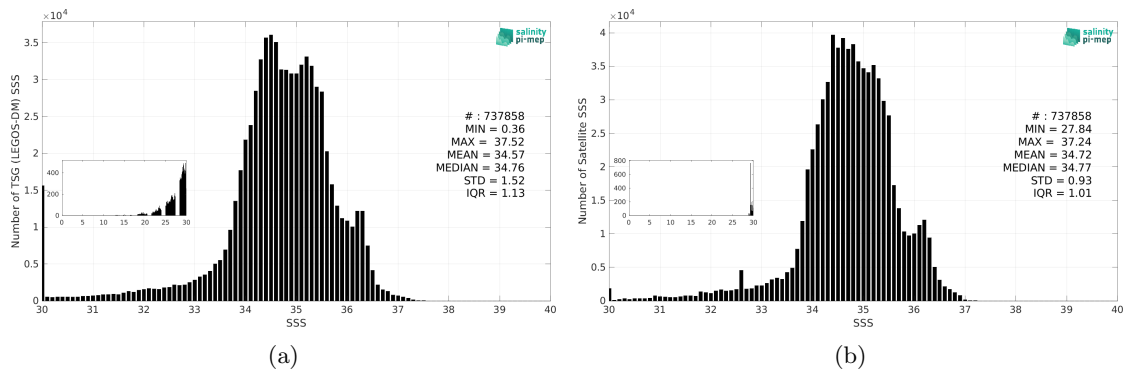 ×10⁴
3.5
3
2.5
2
1.5
1
0.5
0
30 31 32 33 34 35 36 37 38 39 40
SSS
Number of TSG (LEGOS-DM) SSS
salinity
pi-mep
# : 737858
MIN = 0.36
MAX = 37.52
MEAN = 34.57
MEDIAN = 34.76
STD = 1.52
IQR = 1.13
400
200
0
0 5 10 15 20 25 30
(a)
×10⁴
4
3.5
3
2.5
2
1.5
1
0.5
0
30 31 32 33 34 35 36 37 38 39 40
SSS
Number of Satellite SSS
salinity
pi-mep
# : 737858
MIN = 27.84
MAX = 37.24
MEAN = 34.72
MEDIAN = 34.77
STD = 0.93
IQR = 1.01
800
600
400
200
0
0 5 10 15 20 25 30
(b)